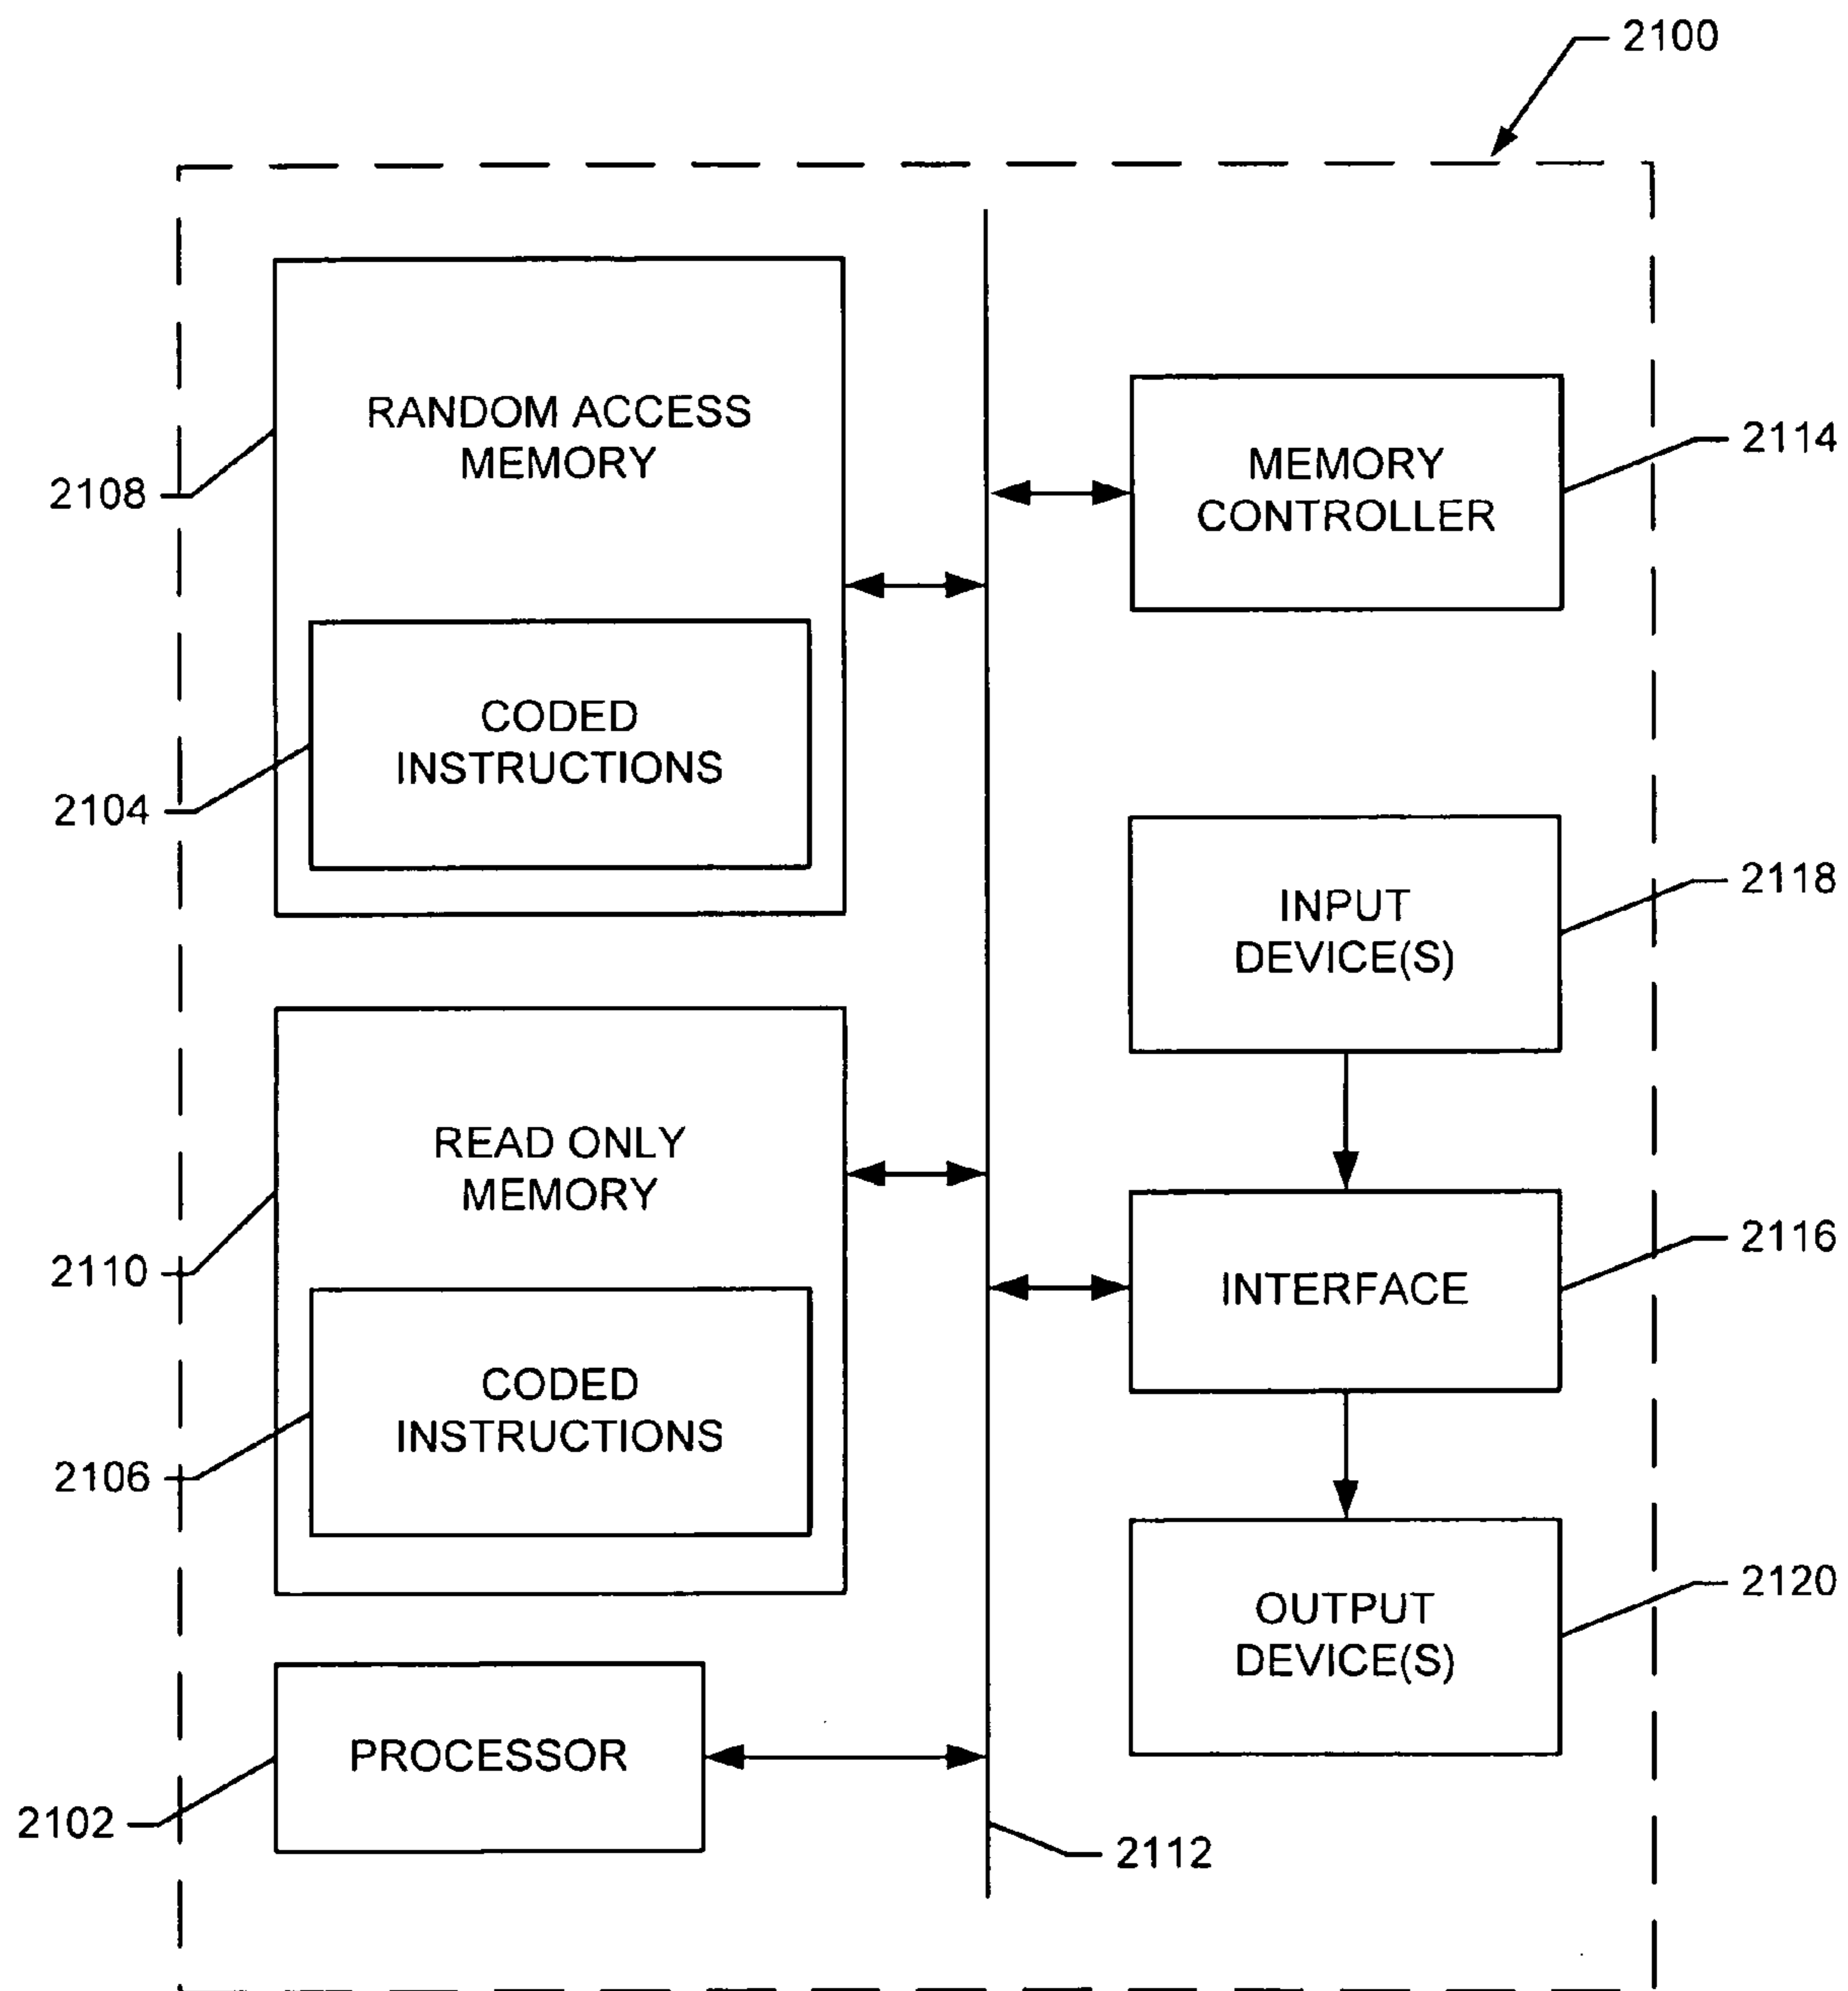 2100
RANDOM ACCESS
MEMORY
2108
CODED
INSTRUCTIONS
2104
READ ONLY
MEMORY
2110
CODED
INSTRUCTIONS
2106
PROCESSOR
2102
2112
MEMORY
CONTROLLER
2114
INPUT
DEVICE(S)
2118
INTERFACE
2116
OUTPUT
DEVICE(S)
2120